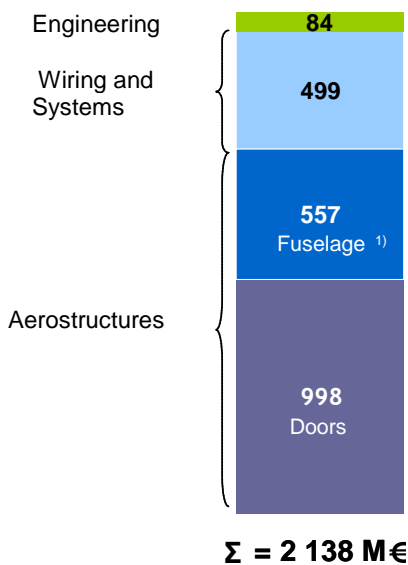 Engineering
84
Wiring and
Systems
499
557
Fuselage 1)
Aerostructures
998
Doors
Σ = 2 138 M€